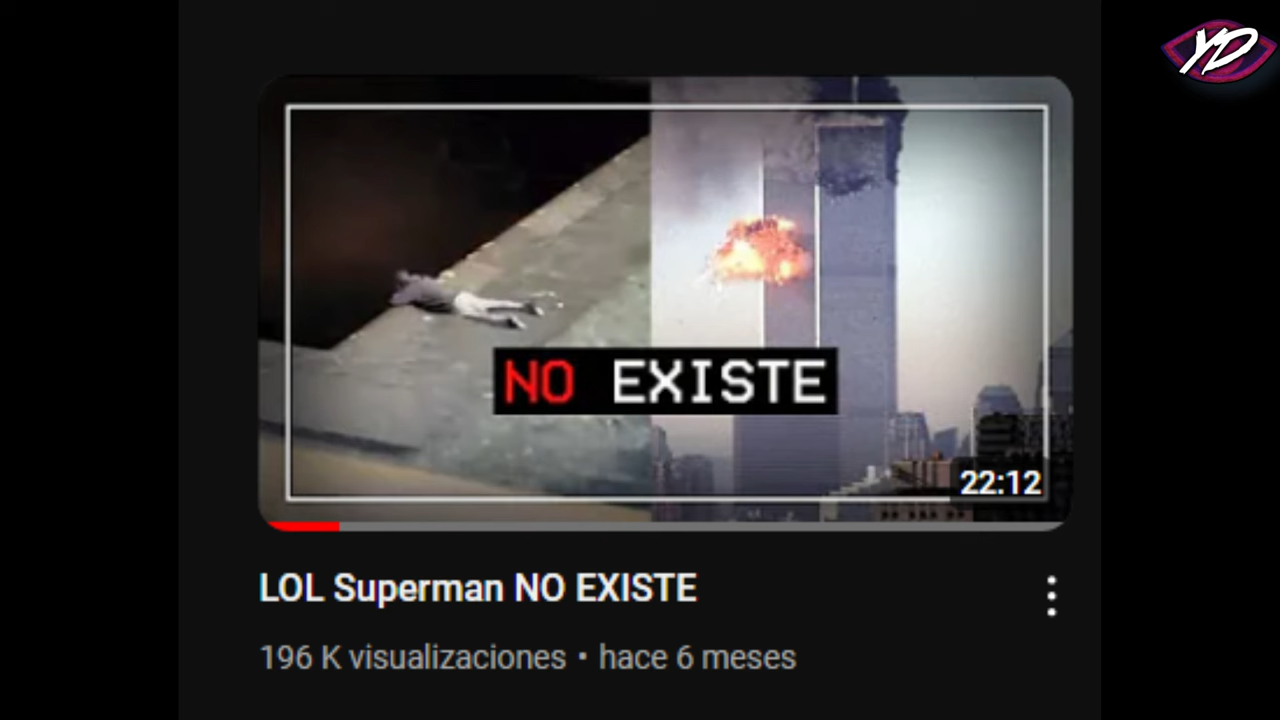 YD
NO EXISTE
22:12
LOL Superman NO EXISTE
196 K visualizaciones • hace 6 meses